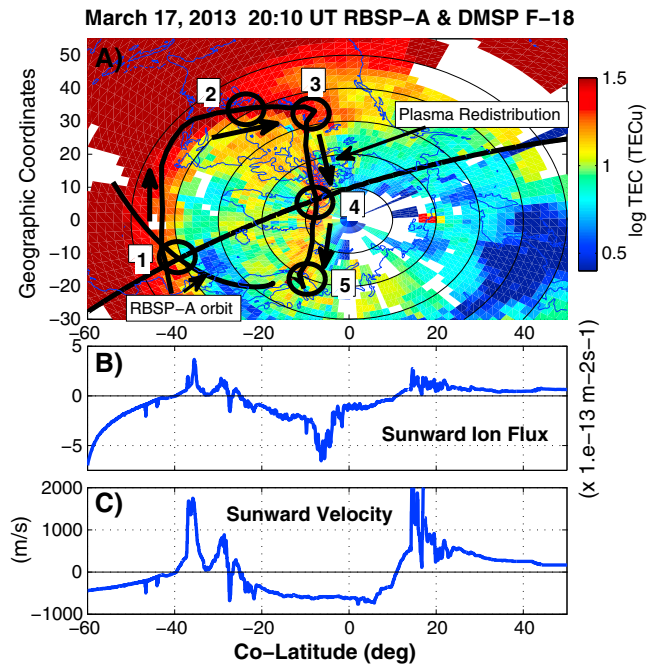 March 17, 2013 20:10 UT RBSP−A & DMSP F−18
A)
2
3
Plasma Redistribution
4
1
5
RBSP−A orbit
Geographic Coordinates
50
40
30
20
10
0
−10
−20
−30
−60
−40
−20
0
20
40
1.5
1
0.5
log TEC (TECu)
B)
5
0
−5
Sunward Ion Flux
(x 1.e−13 m−2s−1)
C)
Sunward Velocity
2000
1000
0
−1000
(m/s)
−60
−40
−20
0
20
40
Co−Latitude (deg)